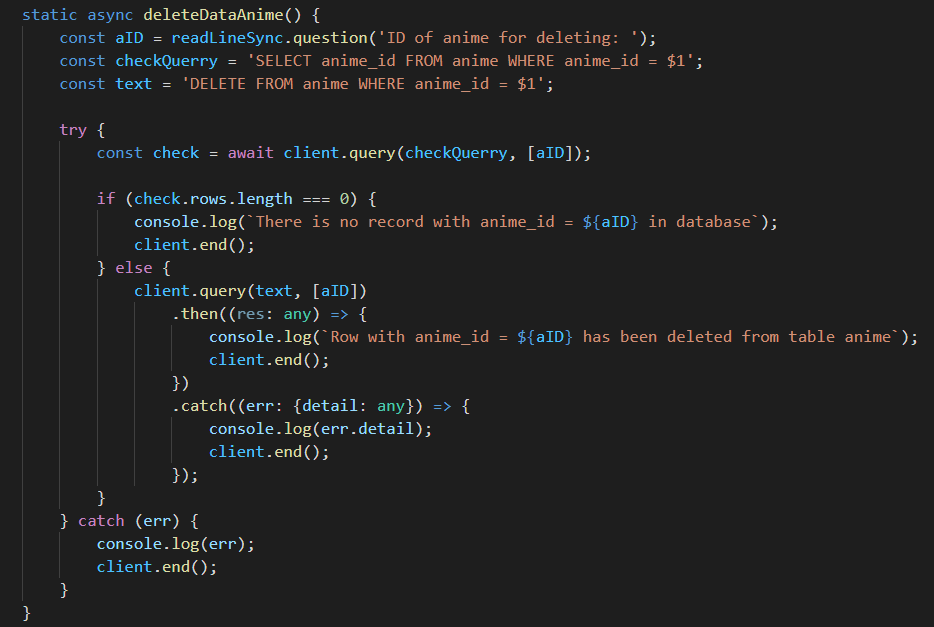 static async deleteDataAnime() {
    const aID = readLineSync.question('ID of anime for deleting: ');
    const checkQuerry = 'SELECT anime_id FROM anime WHERE anime_id = $1';
    const text = 'DELETE FROM anime WHERE anime_id = $1';

    try {
        const check = await client.query(checkQuerry, [aID]);

        if (check.rows.length === 0) {
            console.log(`There is no record with anime_id = ${aID} in database`);
            client.end();
        } else {
            client.query(text, [aID])
                .then((res: any) => {
                    console.log(`Row with anime_id = ${aID} has been deleted from table anime`);
                    client.end();
                })
                .catch((err: {detail: any}) => {
                    console.log(err.detail);
                    client.end();
                });
        }
    } catch (err) {
        console.log(err);
        client.end();
    }
}